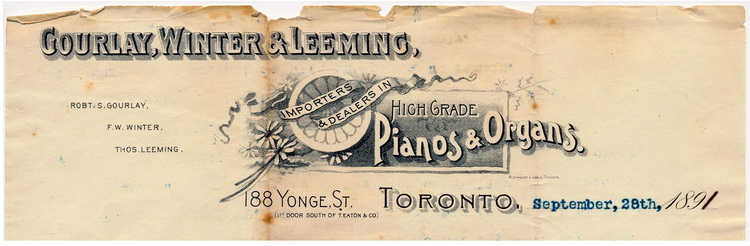 GOURLAY, WINTER & LEEMING,
ROBT. S. GOURLAY.
F. W. WINTER.
THOS. LEEMING.
IMPORTERS
& DEALERS IN
HIGH GRADE
Pianos & Organs.
188 YONGE, ST. TORONTO. September, 28th, 1891
(1ST DOOR SOUTH OF T. EATON & CO.)